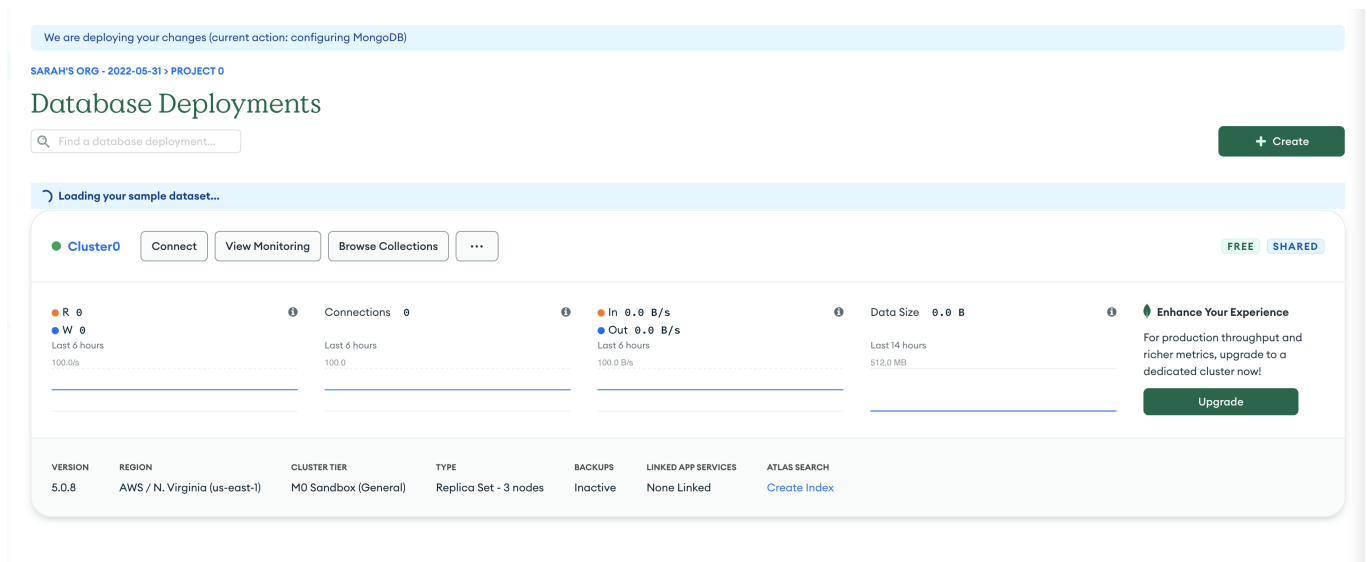 We are deploying your changes (current action: configuring MongoDB)
SARAH'S ORG - 2022-05-31 > PROJECT 0
Database Deployments
Find a database deployment...
+ Create
Loading your sample dataset...
Cluster0 Connect View Monitoring Browse Collections ... FREE SHARED
R 0
W 0
Last 6 hours
100.0/s
Connections 0
Last 6 hours
100.0
In 0.0 B/s
Out 0.0 B/s
Last 6 hours
100.0 B/s
Data Size 0.0 B
Last 14 hours
512.0 MB
Enhance Your Experience
For production throughput and
richer metrics, upgrade to a
dedicated cluster now!
Upgrade
VERSION REGION CLUSTER TIER TYPE BACKUPS LINKED APP SERVICES ATLAS SEARCH
5.0.8 AWS / N. Virginia (us-east-1) M0 Sandbox (General) Replica Set - 3 nodes Inactive None Linked Create Index